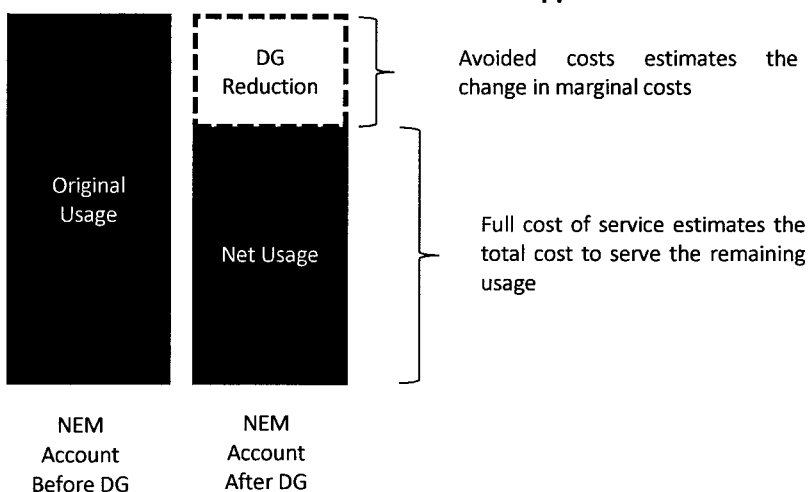 DG
Reduction
Avoided costs estimates the
change in marginal costs
Original
Usage
Net Usage
Full cost of service estimates the
total cost to serve the remaining
usage
NEM
Account
Before DG
NEM
Account
After DG